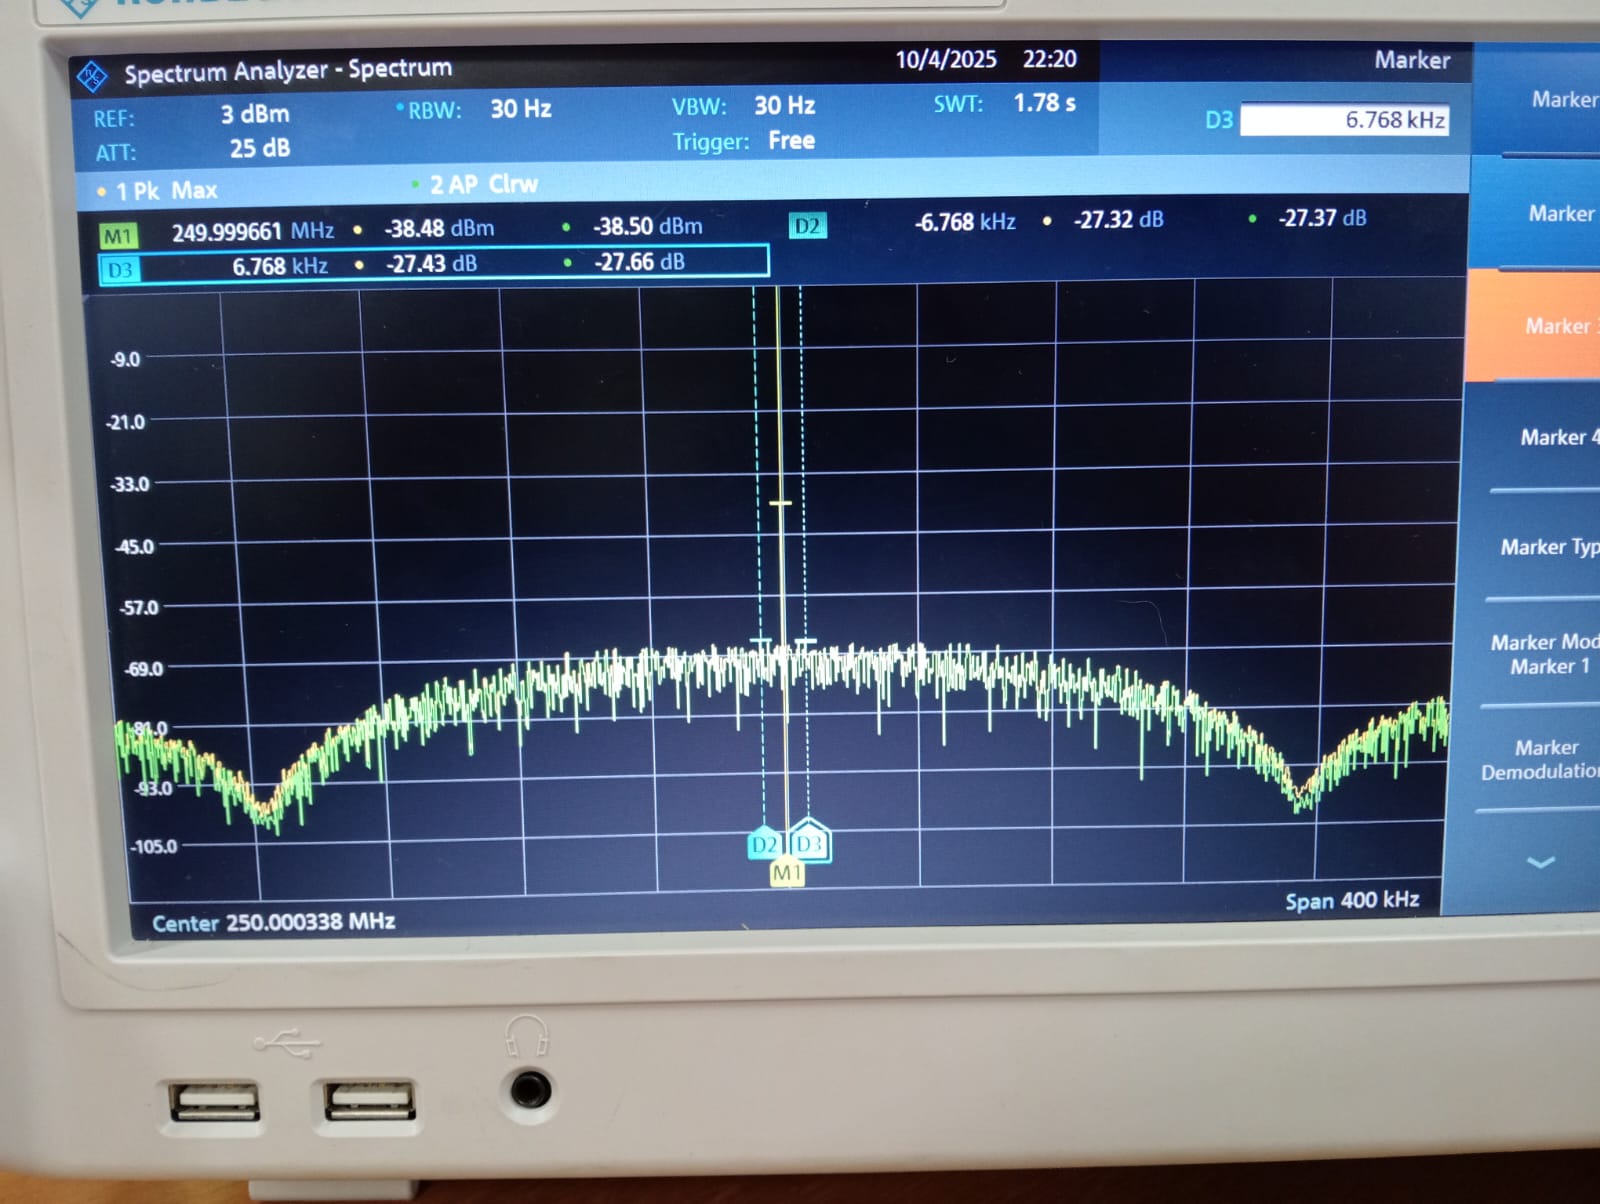 Spectrum Analyzer - Spectrum 10/4/2025 22:20 Marker
REF: 3 dBm RBW: 30 Hz VBW: 30 Hz SWT: 1.78 s D3 6.768 kHz
ATT: 25 dB Trigger: Free
1 Pk Max 2 AP Clrw
M1 249.999661 MHz -38.48 dBm -38.50 dBm D2 -6.768 kHz -27.32 dB -27.37 dB
D3 6.768 kHz -27.43 dB -27.66 dB
-9.0
-21.0
-33.0
-45.0
-57.0
-69.0
-81.0
-93.0
-105.0
D2 D3
M1
Center 250.000338 MHz Span 400 kHz
Marker
Marker
Marker
Marker 4
Marker Typ
Marker Mod
Marker 1
Marker
Demodulatio